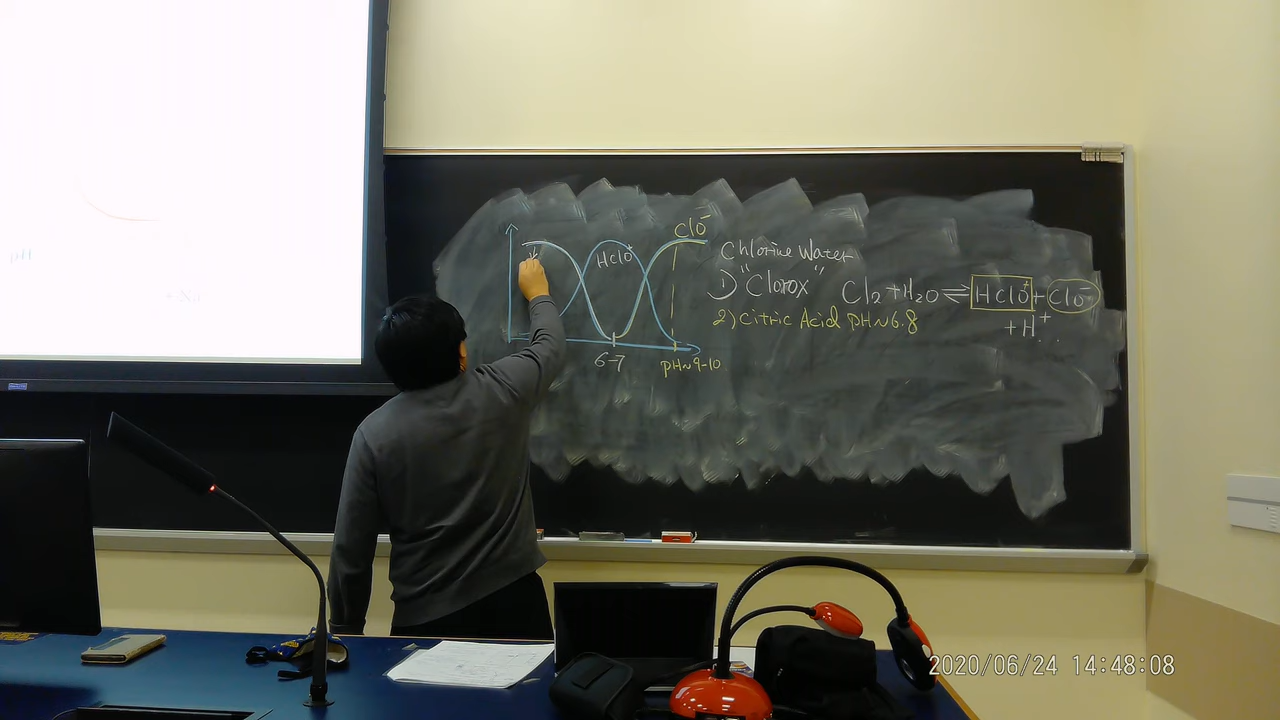 pH
ClO⁻
HClO
6-7
pH~9-10
Chlorine Water
1) "Clorox"
Cl₂ + H₂O ⇌ HClO + ClO⁻
+ H⁺
2) Citric Acid pH~6.8
2020/06/24 14:48:08